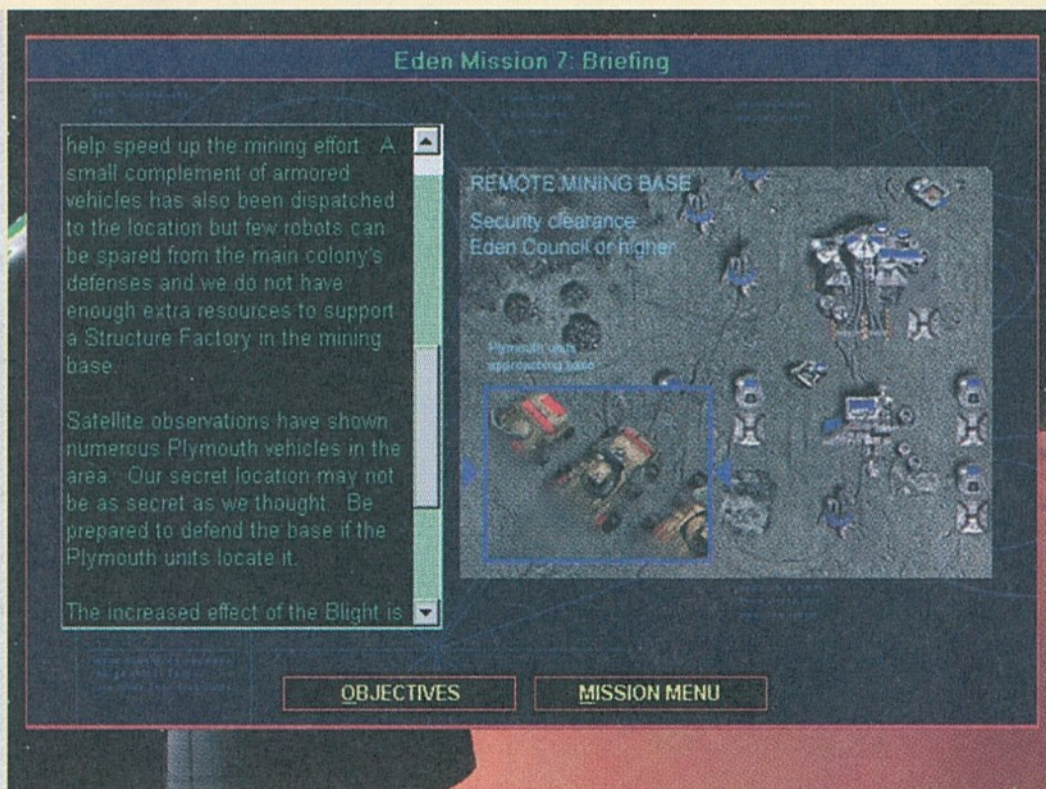 Eden Mission 7: Briefing
help speed up the mining effort. A
small complement of armored
vehicles has also been dispatched
to the location but few robots can
be spared from the main colony's
defenses and we do not have
enough extra resources to support
a Structure Factory in the mining
base.
Satellite observations have shown
numerous Plymouth vehicles in the
area. Our secret location may not
be as secret as we thought. Be
prepared to defend the base if the
Plymouth units locate it.
The increased effect of the Blight is
REMOTE MINING BASE
Security clearance:
Eden Council or higher
Plymouth units
approaching base
OBJECTIVES
MISSION MENU